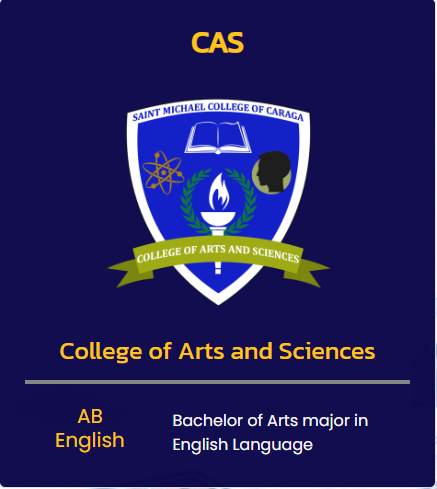 CAS
SAINT MICHAEL COLLEGE OF CARAGA
COLLEGE OF ARTS AND SCIENCES
College of Arts and Sciences
AB
English
Bachelor of Arts major in
English Language